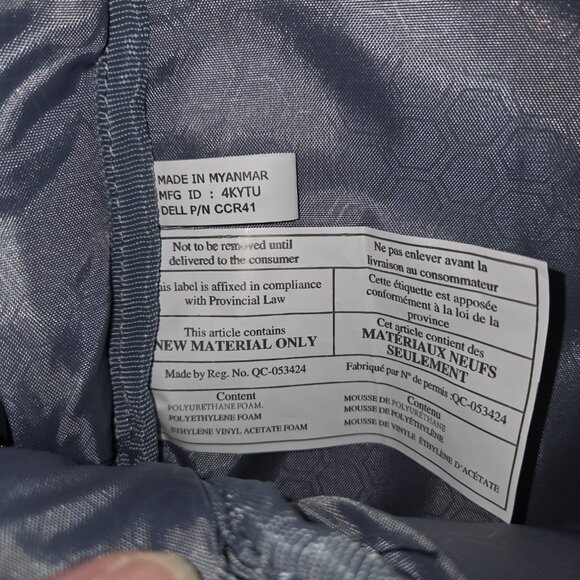 MADE IN MYANMAR
MFG ID : 4KYTU
DELL P/N CCR41
Not to be removed until
delivered to the consumer
Ne pas enlever avant la
livraison au consommateur
his label is affixed in compliance
with Provincial Law
Cette étiquette est apposée
conformément à la loi de la
province
This article contains
NEW MATERIAL ONLY
Cet article contient des
MATÉRIAUX NEUFS
SEULEMENT
Made by Reg. No. QC-053424
Fabriqué par N° de permis :QC-053424
Content
POLYURETHANE FOAM.
POLYETHYLENE FOAM
ETHYLENE VINYL ACETATE FOAM
Contenu
MOUSSE DE POLYURÉTHANE
MOUSSE DE POLYÉTHYLÈNE
MOUSSE DE VINYLE ÉTHYLÈNE D'ACÉTATE